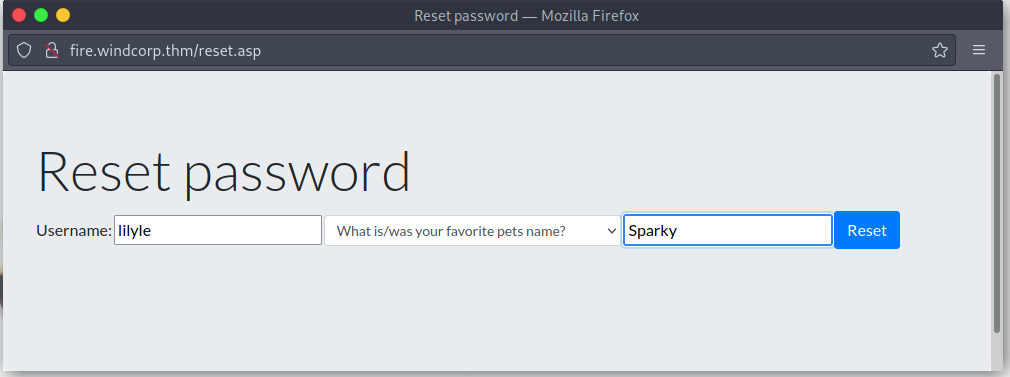 Reset password — Mozilla Firefox
fire.windcorp.thm/reset.asp
Reset password
Username: lilyle What is/was your favorite pets name? Sparky Reset